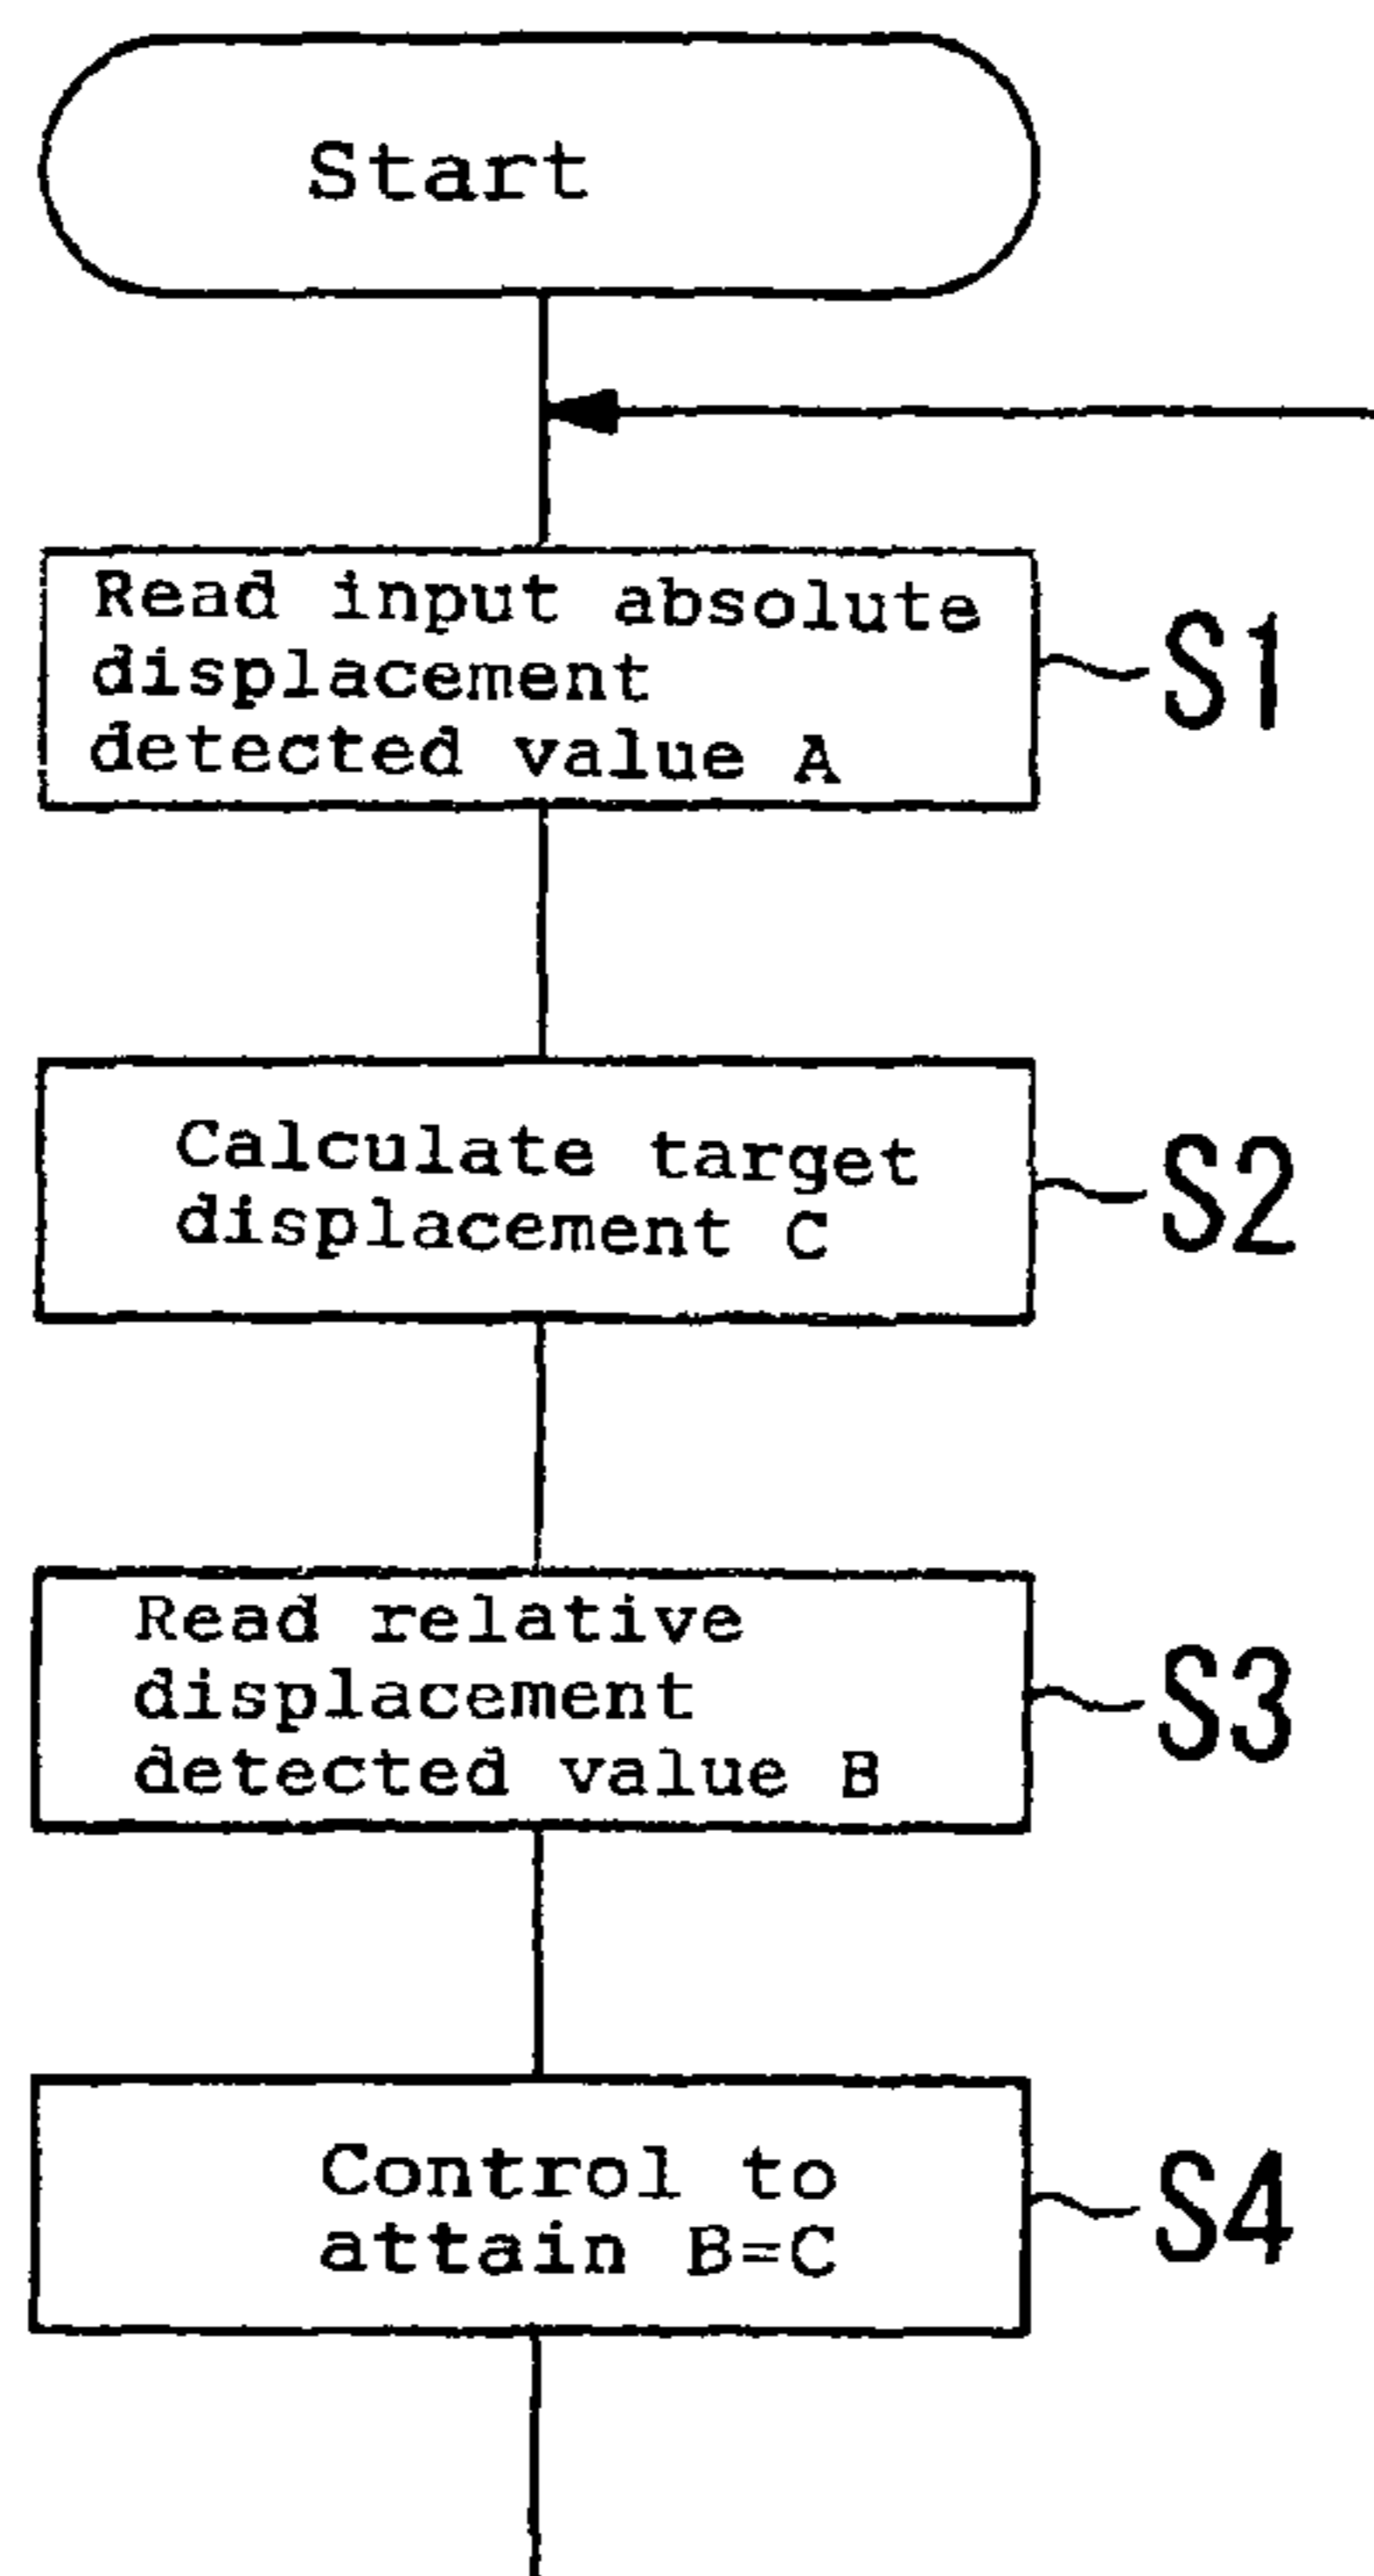 Start
Read input absolute
displacement
detected value A
S1
Calculate target
displacement C
S2
Read relative
displacement
detected value B
S3
Control to
attain B=C
S4